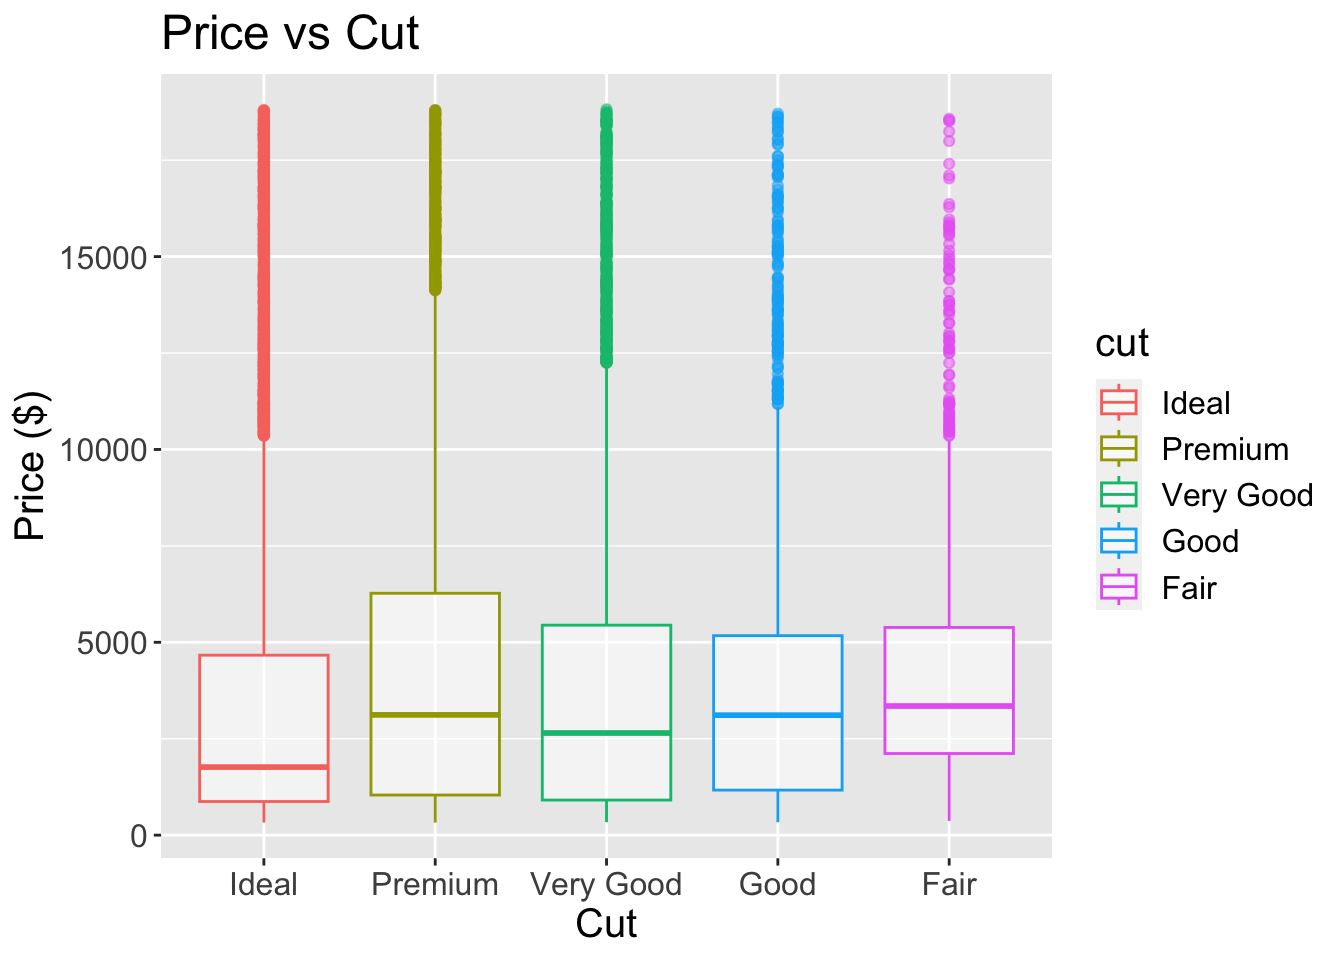 Price vs Cut
Price ($)
15000
10000
5000
0
Ideal
Premium
Very Good
Good
Fair
Cut
cut
Ideal
Premium
Very Good
Good
Fair